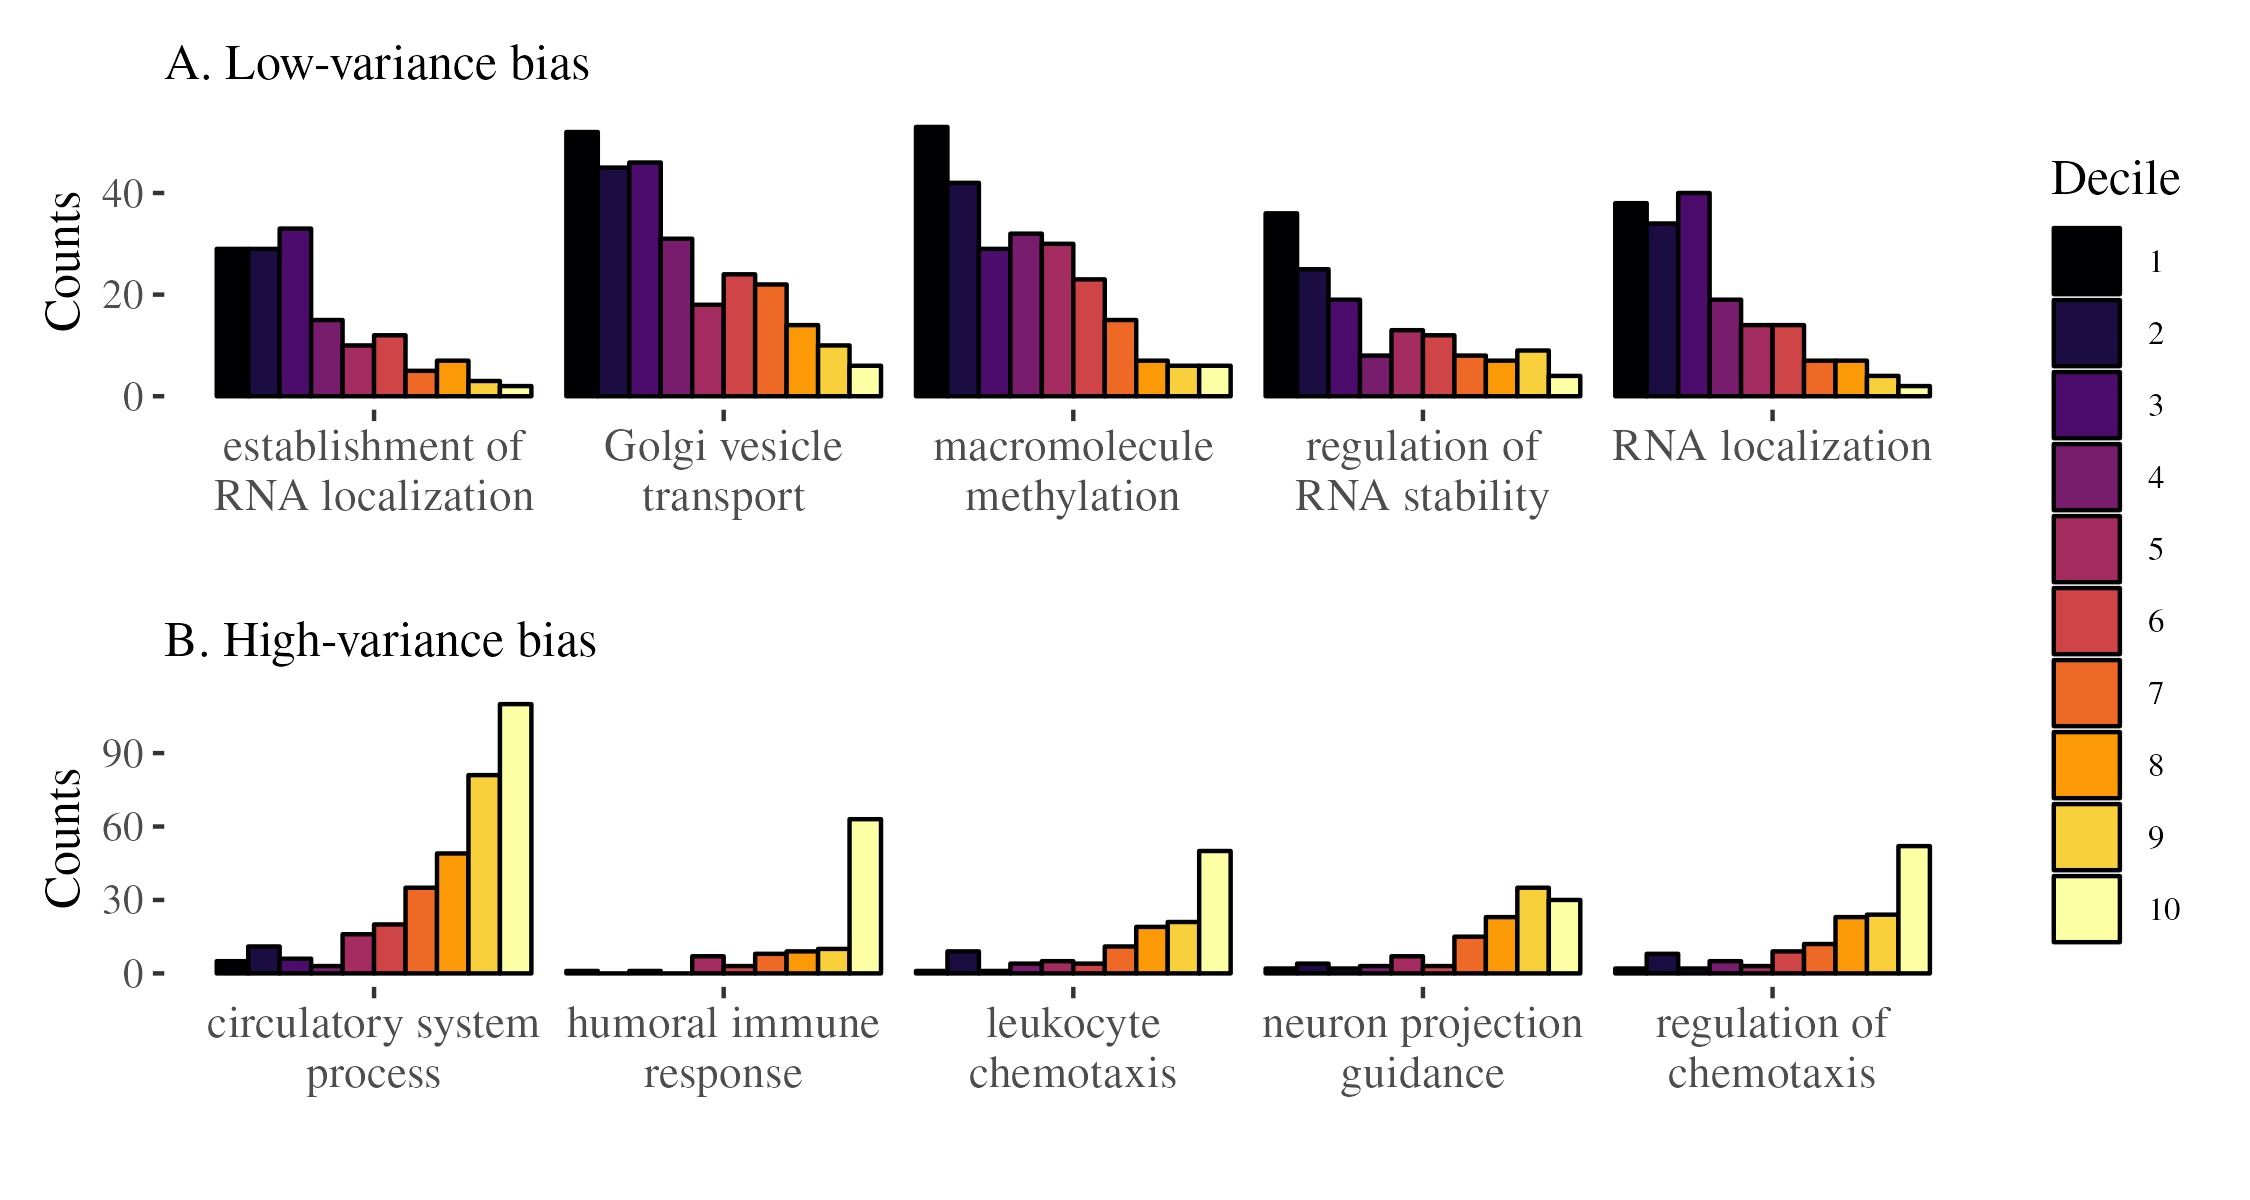 A. Low-variance bias
Counts
40
20
0
establishment of
RNA localization
Golgi vesicle
transport
macromolecule
methylation
regulation of
RNA stability
RNA localization
B. High-variance bias
Counts
90
60
30
0
circulatory system
process
humoral immune
response
leukocyte
chemotaxis
neuron projection
guidance
regulation of
chemotaxis
Decile
1
2
3
4
5
6
7
8
9
10